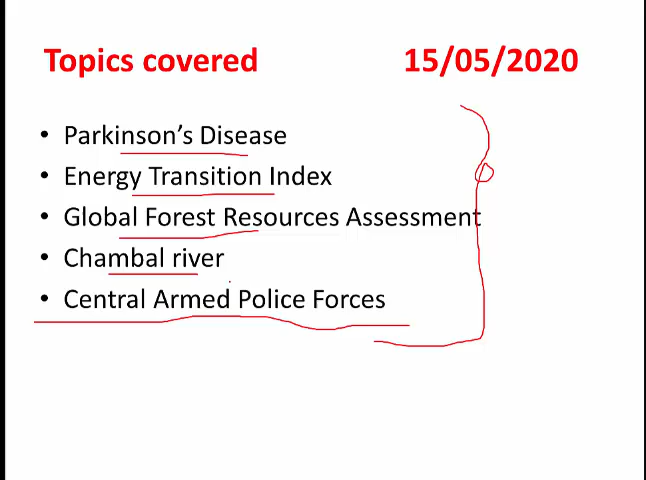 Topics covered 15/05/2020
• Parkinson's Disease
• Energy Transition Index
• Global Forest Resources Assessment
• Chambal river
• Central Armed Police Forces